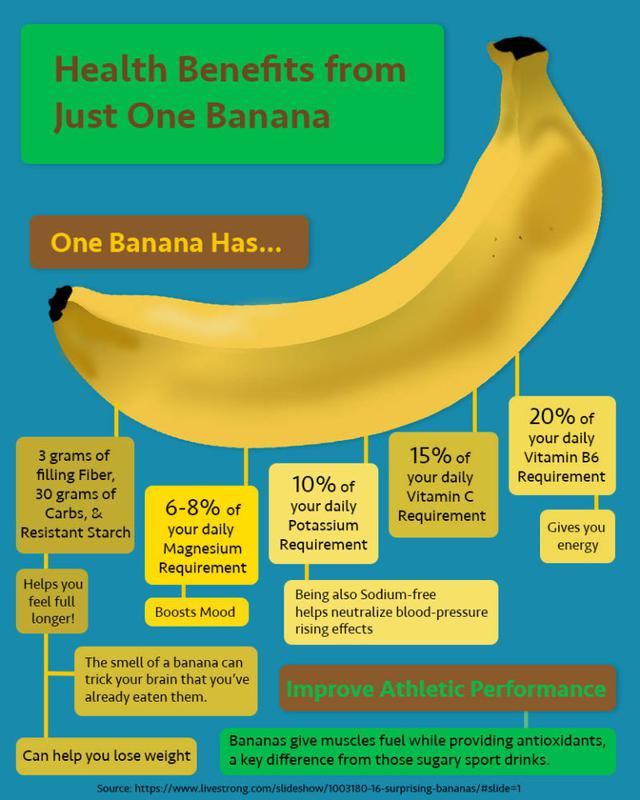 Health Benefits from
Just One Banana
One Banana Has...
3 grams of
filling Fiber,
30 grams of
Carbs, &
Resistant Starch
Helps you
feel full
longer!
The smell of a banana can
trick your brain that you've
already eaten them.
Can help you lose weight
6-8% of
your daily
Magnesium
Requirement
Boosts Mood
10% of
your daily
Potassium
Requirement
Being also Sodium-free
helps neutralize blood-pressure
rising effects
15% of
your daily
Vitamin C
Requirement
20% of
your daily
Vitamin B6
Requirement
Gives you
energy
Improve Athletic Performance
Bananas give muscles fuel while providing antioxidants,
a key difference from those sugary sport drinks.
Source: https://www.livestrong.com/slideshow/1003180-16-surprising-bananas/#slide=1